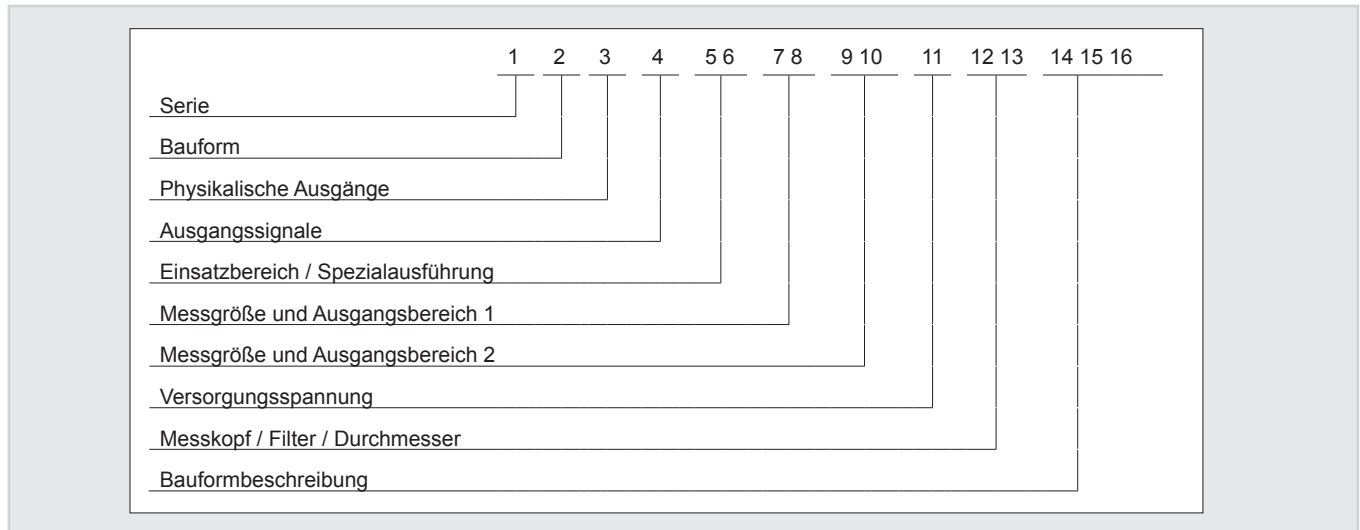 1 2 3 4 5 6 7 8 9 10 11 12 13 14 15 16
Serie
Bauform
Physikalische Ausgänge
Ausgangssignale
Einsatzbereich / Spezialausführung
Messgröße und Ausgangsbereich 1
Messgröße und Ausgangsbereich 2
Versorgungsspannung
Messkopf / Filter / Durchmesser
Bauformbeschreibung